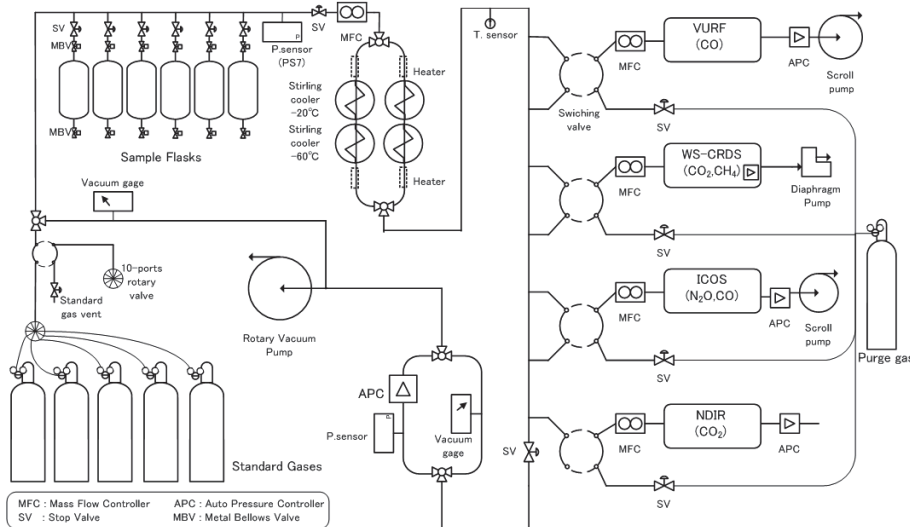 SV
MBV
MBV
Sample Flasks
P
P.sensor
(PS7)
SV
MFC
Stirling
cooler
-20℃
Stirling
cooler
-60℃
Heater
Heater
T. sensor
Swiching
valve
MFC
VURF
(CO)
APC
Scroll
pump
SV
MFC
WS-CRDS
(CO₂,CH₄)
Diaphragm
Pump
SV
MFC
ICOS
(N₂O,CO)
APC
Scroll
pump
SV
MFC
NDIR
(CO₂)
APC
SV
SV
Purge gas
Vacuum gage
10-ports
rotary
valve
Standard
gas vent
Rotary Vacuum
Pump
APC
P
P.sensor
Vacuum
gage
Standard Gases
MFC : Mass Flow Controller
APC : Auto Pressure Controller
SV : Stop Valve
MBV : Metal Bellows Valve